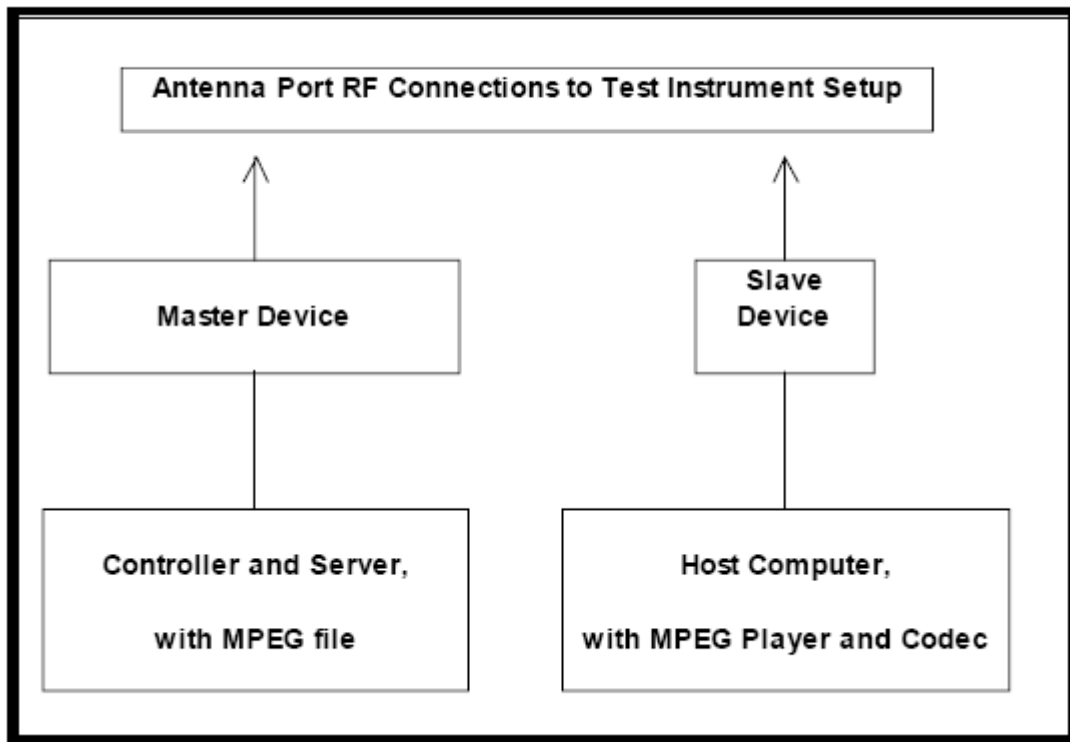 Antenna Port RF Connections to Test Instrument Setup
Master Device
Slave
Device
Controller and Server,
with MPEG file
Host Computer,
with MPEG Player and Codec